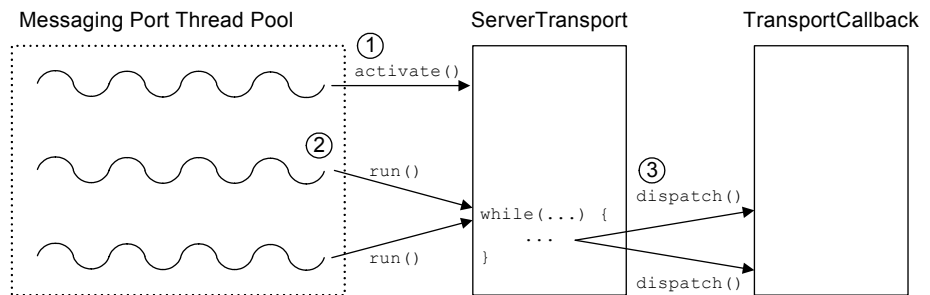 Messaging Port Thread Pool
ServerTransport
TransportCallback
1
activate()
2
run()
3
dispatch()
while(...) {
...
}
run()
dispatch()